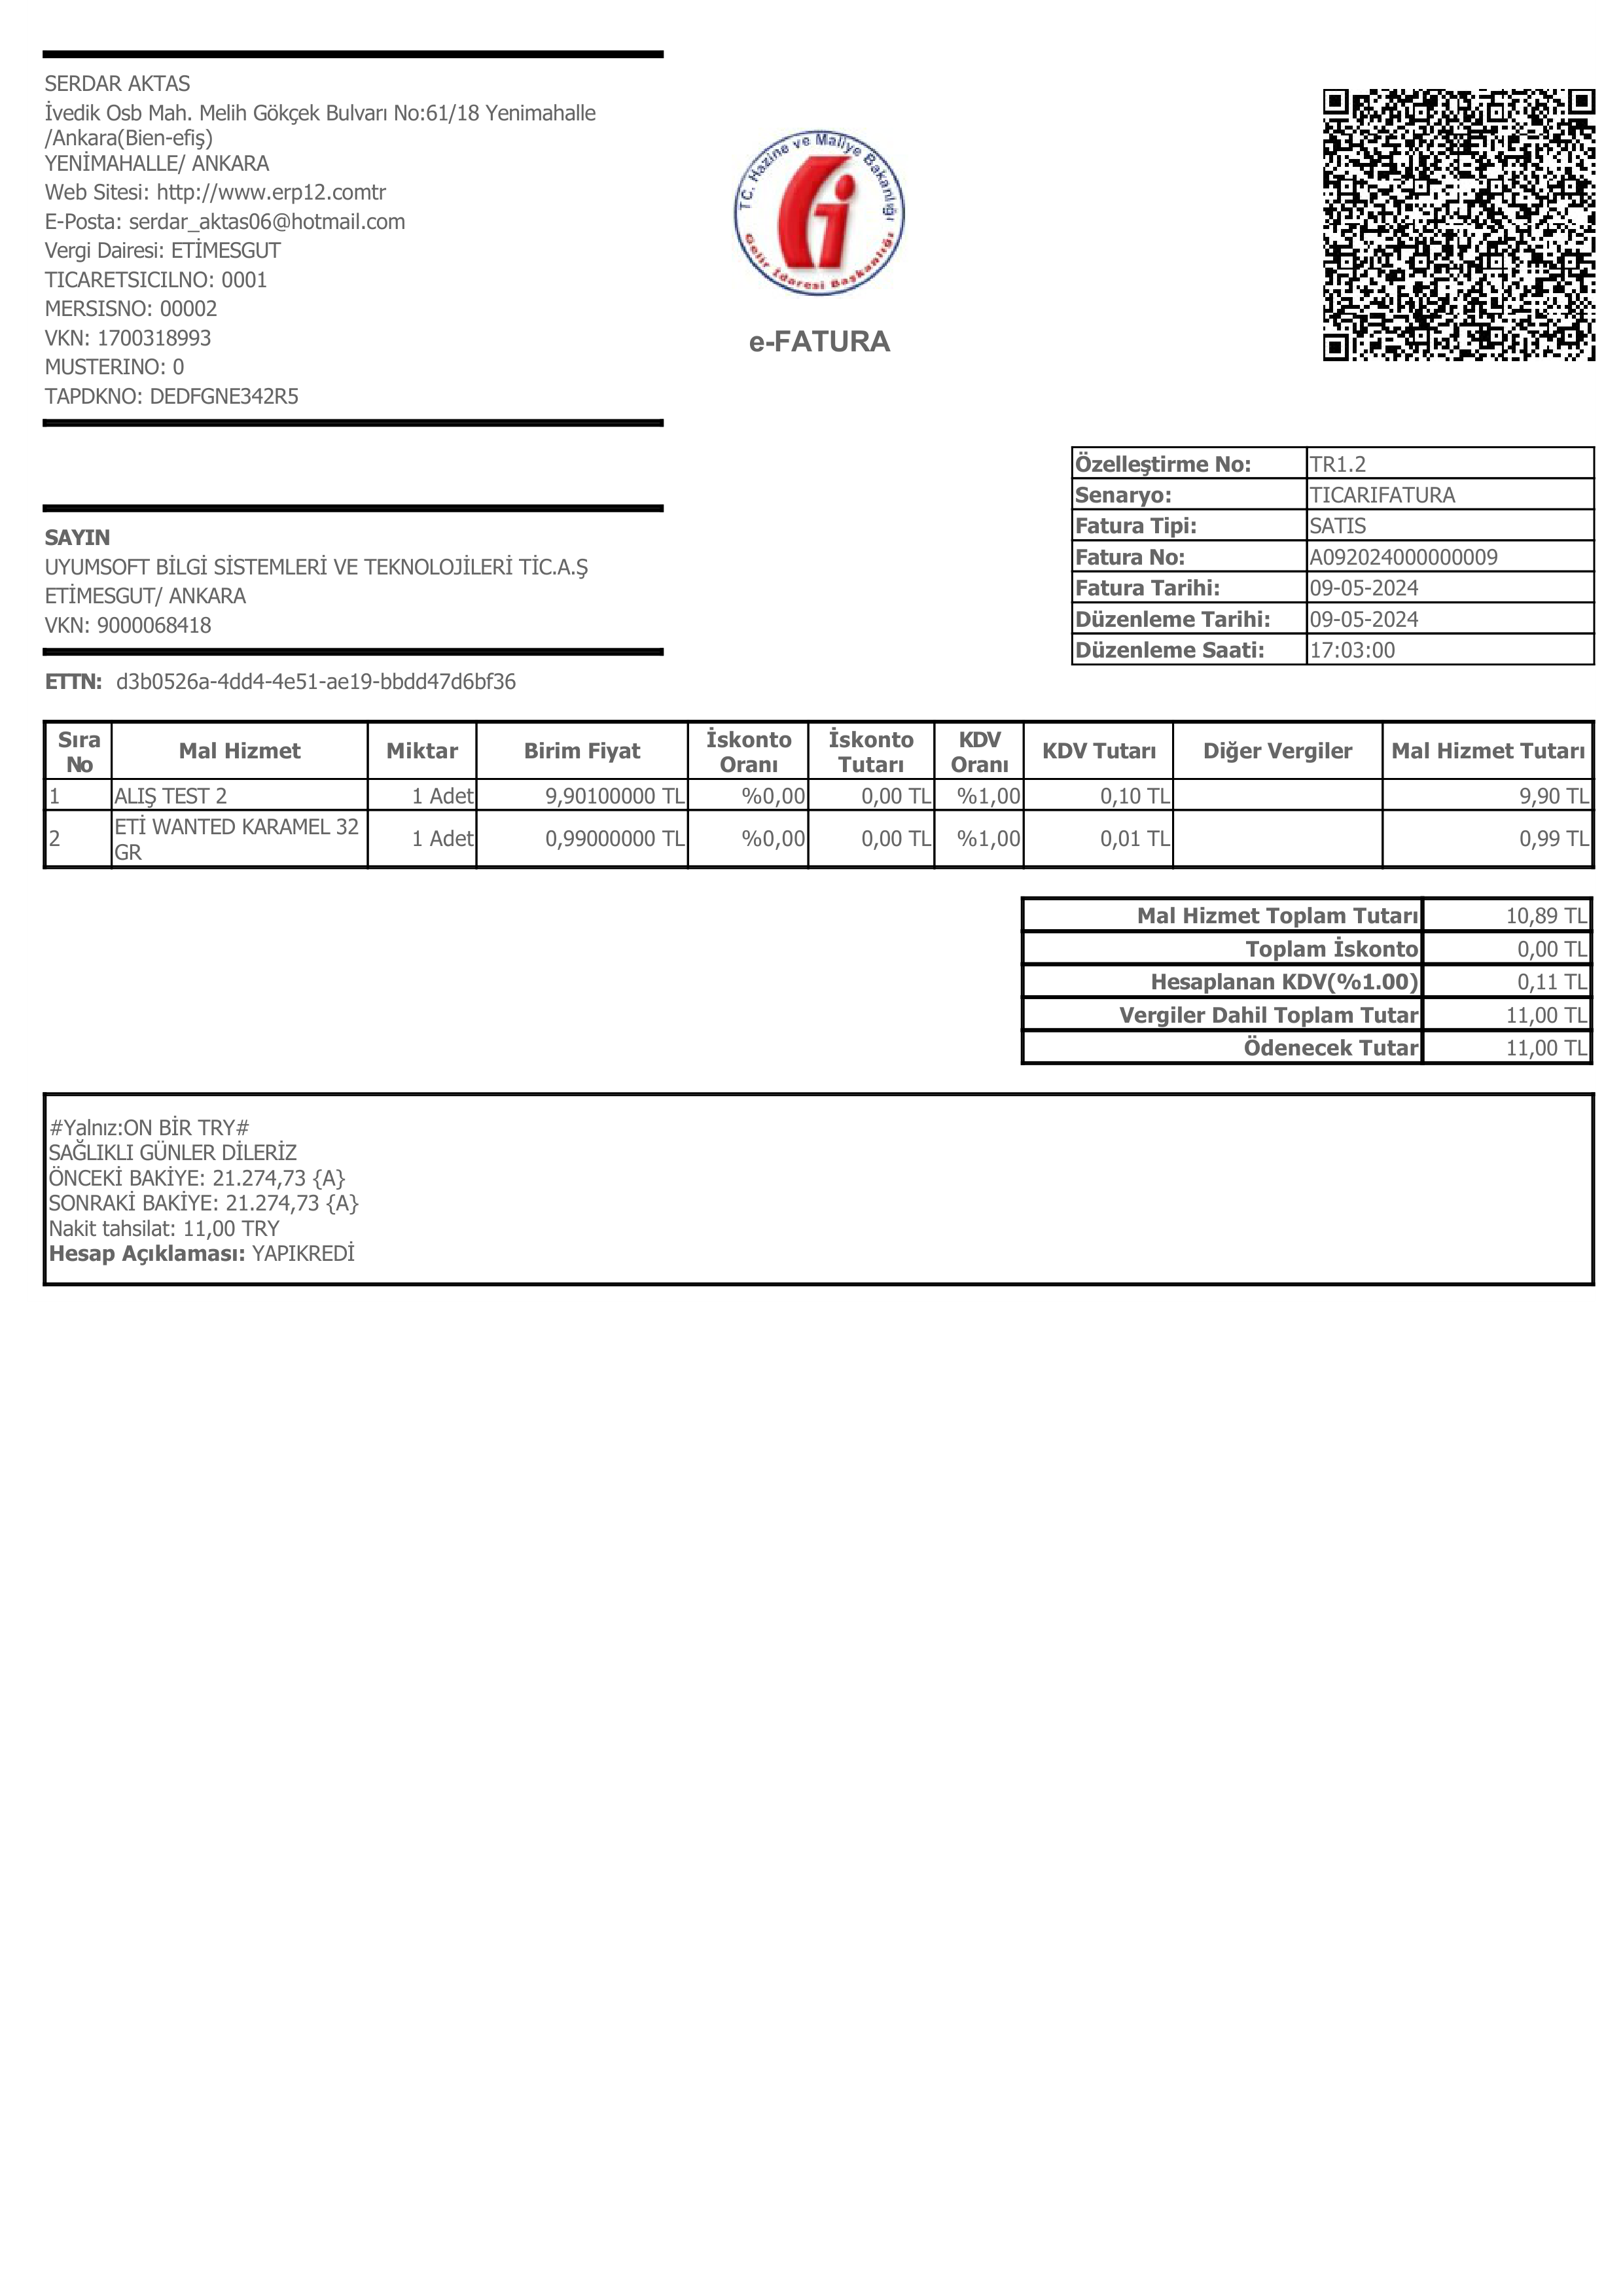 SERDAR AKTAS
İvedik Osb Mah. Melih Gökçek Bulvarı No:61/18 Yenimahalle
/Ankara(Bien-efiş)
YENİMAHALLE/ ANKARA
Web Sitesi: http://www.erp12.comtr
E-Posta: serdar_aktas06@hotmail.com
Vergi Dairesi: ETİMESGUT
TICARETSICILNO: 0001
MERSISNO: 00002
VKN: 1700318993
MUSTERINO: 0
TAPDKNO: DEDFGNE342R5
TC. Hazine ve Maliye Bakanlığı
Gelir İdaresi Başkanlığı
e-FATURA
Özelleştirme No: TR1.2
Senaryo: TICARIFATURA
Fatura Tipi: SATIS
Fatura No: A092024000000009
Fatura Tarihi: 09-05-2024
Düzenleme Tarihi: 09-05-2024
Düzenleme Saati: 17:03:00
SAYIN
UYUMSOFT BİLGİ SİSTEMLERİ VE TEKNOLOJİLERİ TİC.A.Ş
ETİMESGUT/ ANKARA
VKN: 9000068418
ETTN: d3b0526a-4dd4-4e51-ae19-bbdd47d6bf36
Sıra No Mal Hizmet Miktar Birim Fiyat İskonto Oranı İskonto Tutarı KDV Oranı KDV Tutarı Diğer Vergiler Mal Hizmet Tutarı
1 ALIŞ TEST 2 1 Adet 9,90100000 TL %0,00 0,00 TL %1,00 0,10 TL 9,90 TL
2 ETİ WANTED KARAMEL 32 GR 1 Adet 0,99000000 TL %0,00 0,00 TL %1,00 0,01 TL 0,99 TL
Mal Hizmet Toplam Tutarı 10,89 TL
Toplam İskonto 0,00 TL
Hesaplanan KDV(%1.00) 0,11 TL
Vergiler Dahil Toplam Tutar 11,00 TL
Ödenecek Tutar 11,00 TL
#Yalnız:ON BİR TRY#
SAĞLIKLI GÜNLER DİLERİZ
ÖNCEKİ BAKİYE: 21.274,73 {A}
SONRAKİ BAKİYE: 21.274,73 {A}
Nakit tahsilat: 11,00 TRY
Hesap Açıklaması: YAPIKREDİ